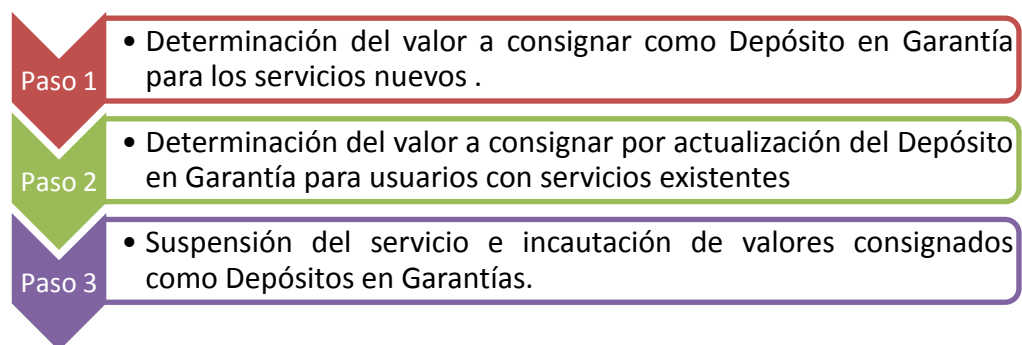 Paso 1
• Determinación del valor a consignar como Depósito en Garantía
para los servicios nuevos .
Paso 2
• Determinación del valor a consignar por actualización del Depósito
en Garantía para usuarios con servicios existentes
Paso 3
• Suspensión del servicio e incautación de valores consignados
como Depósitos en Garantías.